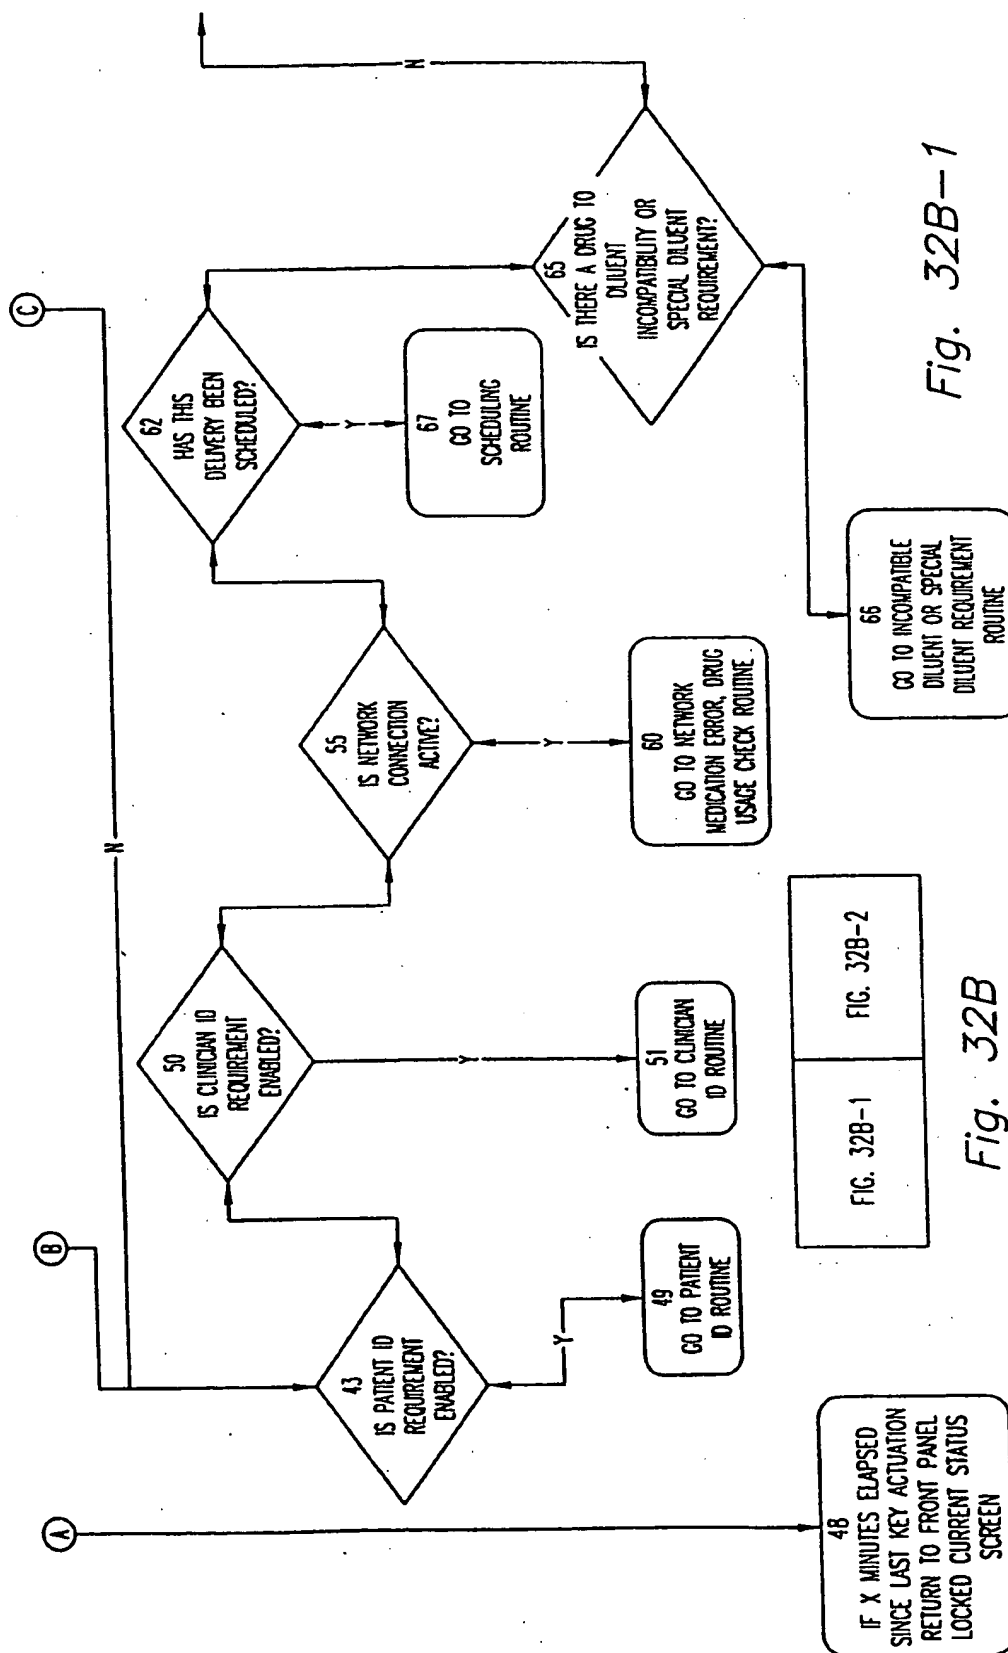 A
48
IF X MINUTES ELAPSED
SINCE LAST KEY ACTUATION
RETURN TO FRONT PANEL
LOCKED CURRENT STATUS
SCREEN
B
C
N
43
IS PATIENT ID
REQUIREMENT
ENABLED?
Y
49
GO TO PATIENT
ID ROUTINE
50
IS CLINICIAN ID
REQUIREMENT
ENABLED?
Y
51
GO TO CLINICIAN
ID ROUTINE
55
IS NETWORK
CONNECTION
ACTIVE?
Y
60
GO TO NETWORK
MEDICATION ERROR, DRUG
USAGE CHECK ROUTINE
62
HAS THIS
DELIVERY BEEN
SCHEDULED?
Y
67
GO TO
SCHEDULING
ROUTINE
65
IS THERE A DRUG TO
DLIUENT
INCOMPATIBILITY OR
SPECIAL DILUENT
REQUIREMENT?
N
66
GO TO INCOMPATIBLE
DILUENT OR SPECIAL
DILUENT REQUIREMENT
ROUTINE
FIG. 32B-1
FIG. 32B-2
Fig. 32B
Fig. 32B-1